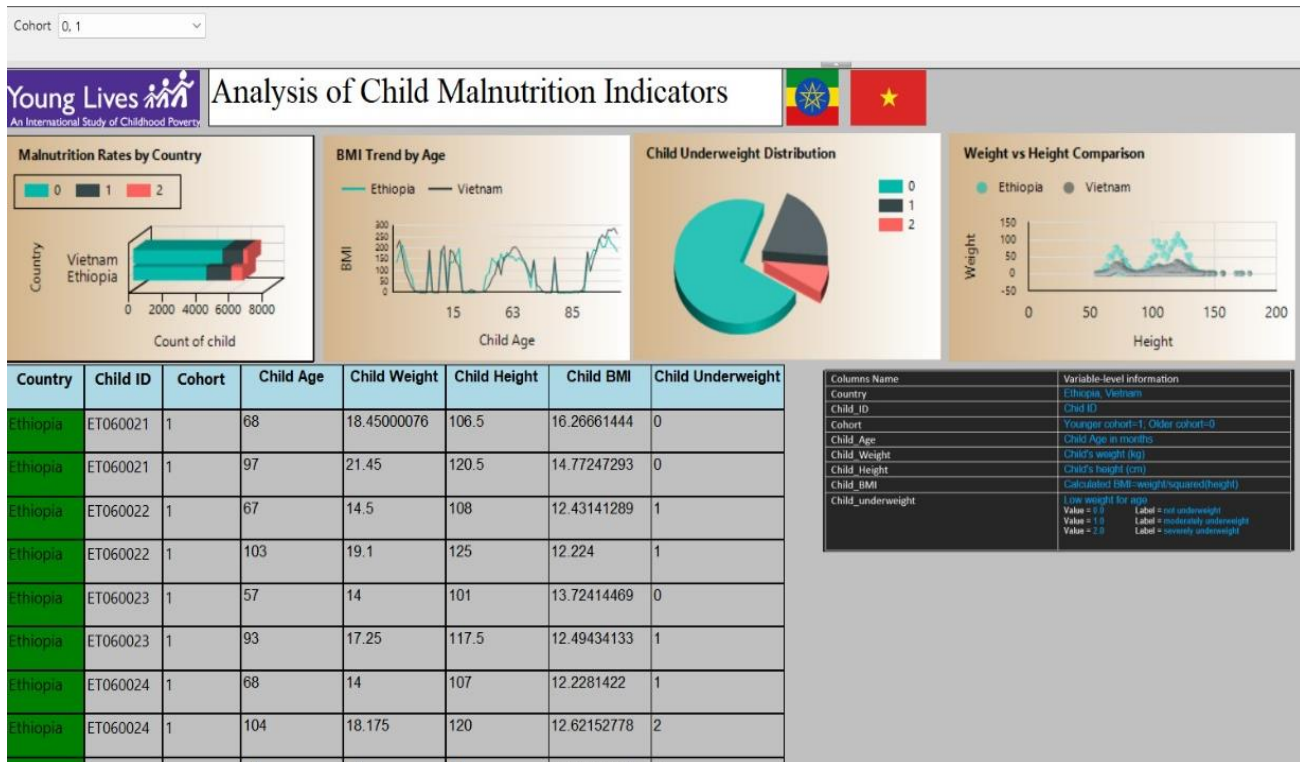 Cohort 0, 1
Young Lives
An International Study of Childhood Poverty
Analysis of Child Malnutrition Indicators
Malnutrition Rates by Country
0 1 2
Country
Vietnam
Ethiopia
0 2000 4000 6000 8000
Count of child
BMI Trend by Age
Ethiopia Vietnam
BMI
300
250
200
150
100
50
0
15 63 85
Child Age
Child Underweight Distribution
0
1
2
Weight vs Height Comparison
Ethiopia Vietnam
Weight
150
100
50
0
-50
0 50 100 150 200
Height
Country Child ID Cohort Child Age Child Weight Child Height Child BMI Child Underweight
Ethiopia ET060021 1 68 18.45000076 106.5 16.26661444 0
Ethiopia ET060021 1 97 21.45 120.5 14.77247293 0
Ethiopia ET060022 1 67 14.5 108 12.43141289 1
Ethiopia ET060022 1 103 19.1 125 12.224 1
Ethiopia ET060023 1 57 14 101 13.72414469 0
Ethiopia ET060023 1 93 17.25 117.5 12.49434133 1
Ethiopia ET060024 1 68 14 107 12.2281422 1
Ethiopia ET060024 1 104 18.175 120 12.62152778 2
Columns Name Variable-level information
Country Ethiopia, Vietnam
Child_ID Chid ID
Cohort Younger cohort=1; Older cohort=0
Child_Age Child Age in months
Child_Weight Child's weight (kg)
Child_Height Child's height (cm)
Child_BMI Calculated BMI=weight/squared(height)
Child_underweight Low weight for age
Value = 0.0 Label = not underweight
Value = 1.0 Label = moderately underweight
Value = 2.0 Label = severely underweight